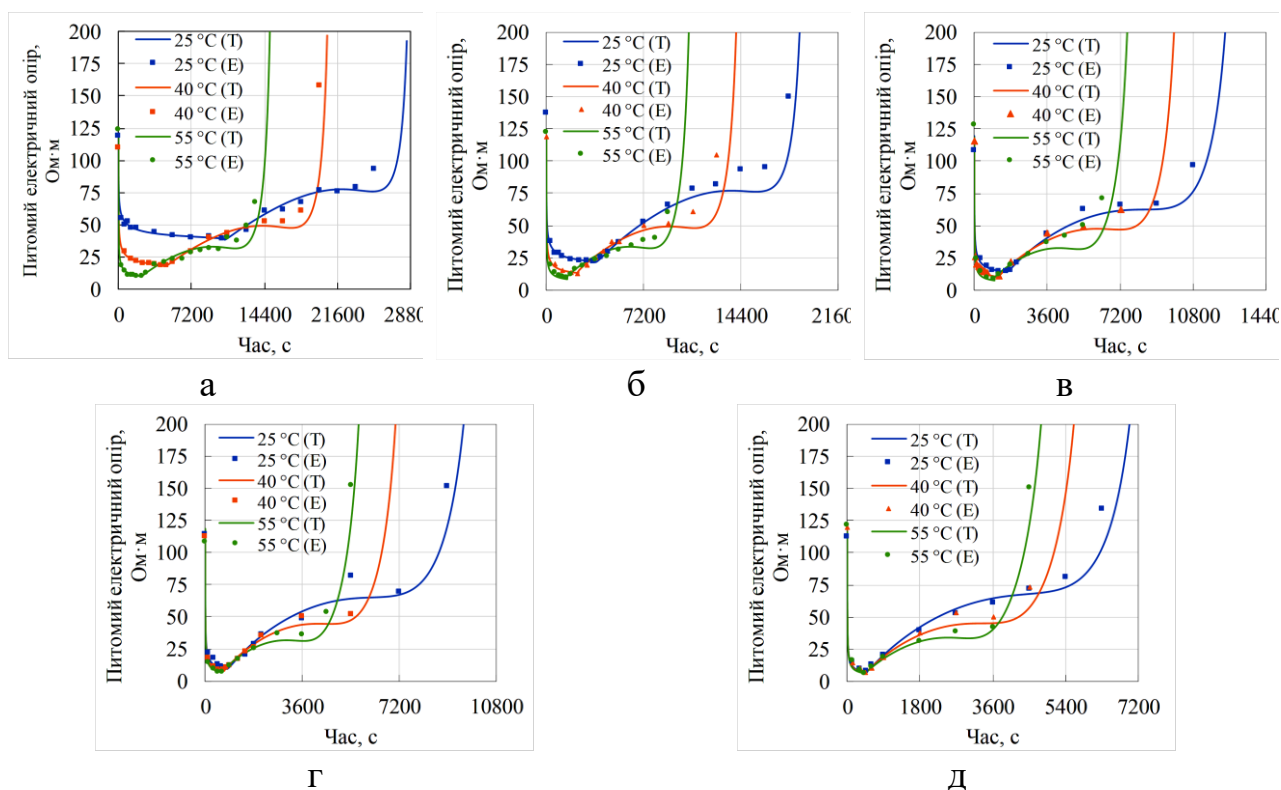 Питомий електричний опір,
Ом·м
200
175
150
125
100
75
50
25
0
25 °C (Т)
25 °C (Е)
40 °C (Т)
40 °C (Е)
55 °C (Т)
55 °C (Е)
0 7200 14400 21600 2880
Час, с
а
Питомий електричний опір,
Ом·м
200
175
150
125
100
75
50
25
0
25 °C (Т)
25 °C (Е)
40 °C (Т)
40 °C (Е)
55 °C (Т)
55 °C (Е)
0 7200 14400 2160
Час, с
б
Питомий електричний опір,
Ом·м
200
175
150
125
100
75
50
25
0
25 °C (Т)
25 °C (Е)
40 °C (Т)
40 °C (Е)
55 °C (Т)
55 °C (Е)
0 3600 7200 10800 1440
Час, с
в
Питомий електричний опір,
Ом·м
200
175
150
125
100
75
50
25
0
25 °C (Т)
25 °C (Е)
40 °C (Т)
40 °C (Е)
55 °C (Т)
55 °C (Е)
0 3600 7200 10800
Час, с
г
Питомий електричний опір,
Ом·м
200
175
150
125
100
75
50
25
0
25 °C (Т)
25 °C (Е)
40 °C (Т)
40 °C (Е)
55 °C (Т)
55 °C (Е)
0 1800 3600 5400 7200
Час, с
д